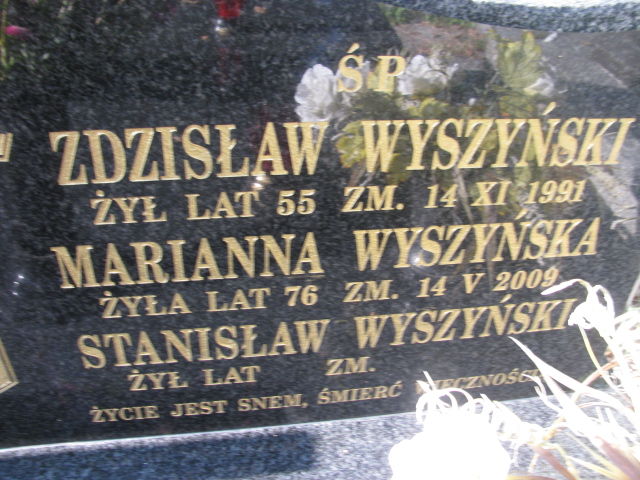 ŚP
ZDZISŁAW WYSZYŃSKI
ŻYŁ LAT 55 ZM. 14 XI 1991
MARIANNA WYSZYŃSKA
ŻYŁA LAT 76 ZM. 14 V 2009
STANISŁAW WYSZYŃSKI
ŻYŁ LAT ZM.
ŻYCIE JEST SNEM, ŚMIERĆ WIECZNOŚCIĄ